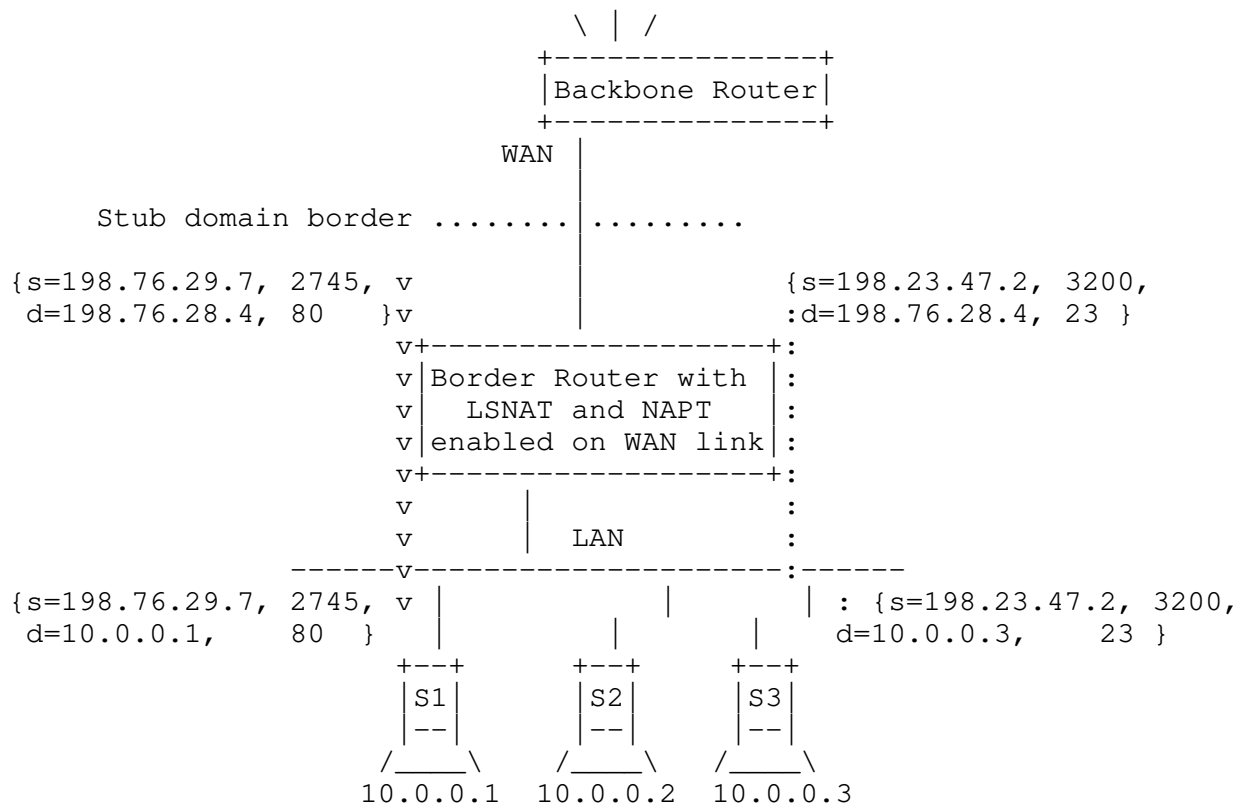 \ | /
+---------------+
|Backbone Router|
+---------------+
WAN |
|
Stub domain border ........|.........
|
{s=198.76.29.7, 2745, v | {s=198.23.47.2, 3200,
d=198.76.28.4, 80 }v | :d=198.76.28.4, 23 }
v+------------------+:
v|Border Router with |:
v| LSNAT and NAPT |:
v|enabled on WAN link|:
v+------------------+:
v | :
v | LAN :
------v----------------------:------
{s=198.76.29.7, 2745, v | | | : {s=198.23.47.2, 3200,
d=10.0.0.1, 80 } | | | d=10.0.0.3, 23 }
+--+ +--+ +--+
|S1| |S2| |S3|
|--| |--| |--|
/____\ /____\ /____\
10.0.0.1 10.0.0.2 10.0.0.3